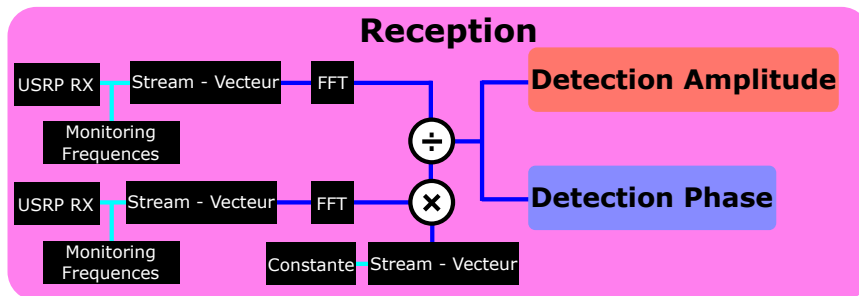 Reception
USRP RX
Stream - Vecteur
FFT
Monitoring
Frequences
÷
Detection Amplitude
USRP RX
Stream - Vecteur
FFT
Monitoring
Frequences
×
Detection Phase
Constante
Stream - Vecteur